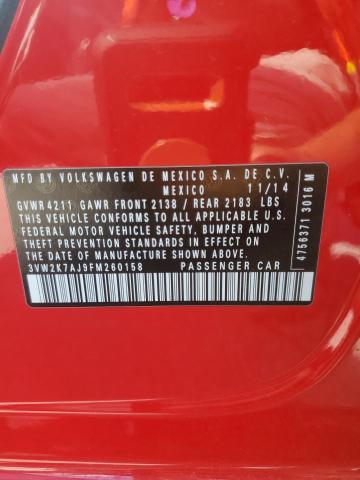 MFG BY VOLKSWAGEN DE MEXICO S.A. DE C.V.
MEXICO 11/14
GVWR 4211 GAWR FRONT 2138 / REAR 2183 LBS
THIS VEHICLE CONFORMS TO ALL APPLICABLE U.S.
FEDERAL MOTOR VEHICLE SAFETY, BUMPER, AND
THEFT PREVENTION STANDARDS IN EFFECT ON THE
DATE OF MANUFACTURE SHOWN ABOVE.
3VW2K7AJ9FM260158 PASSENGER CAR
4756371 3016 M